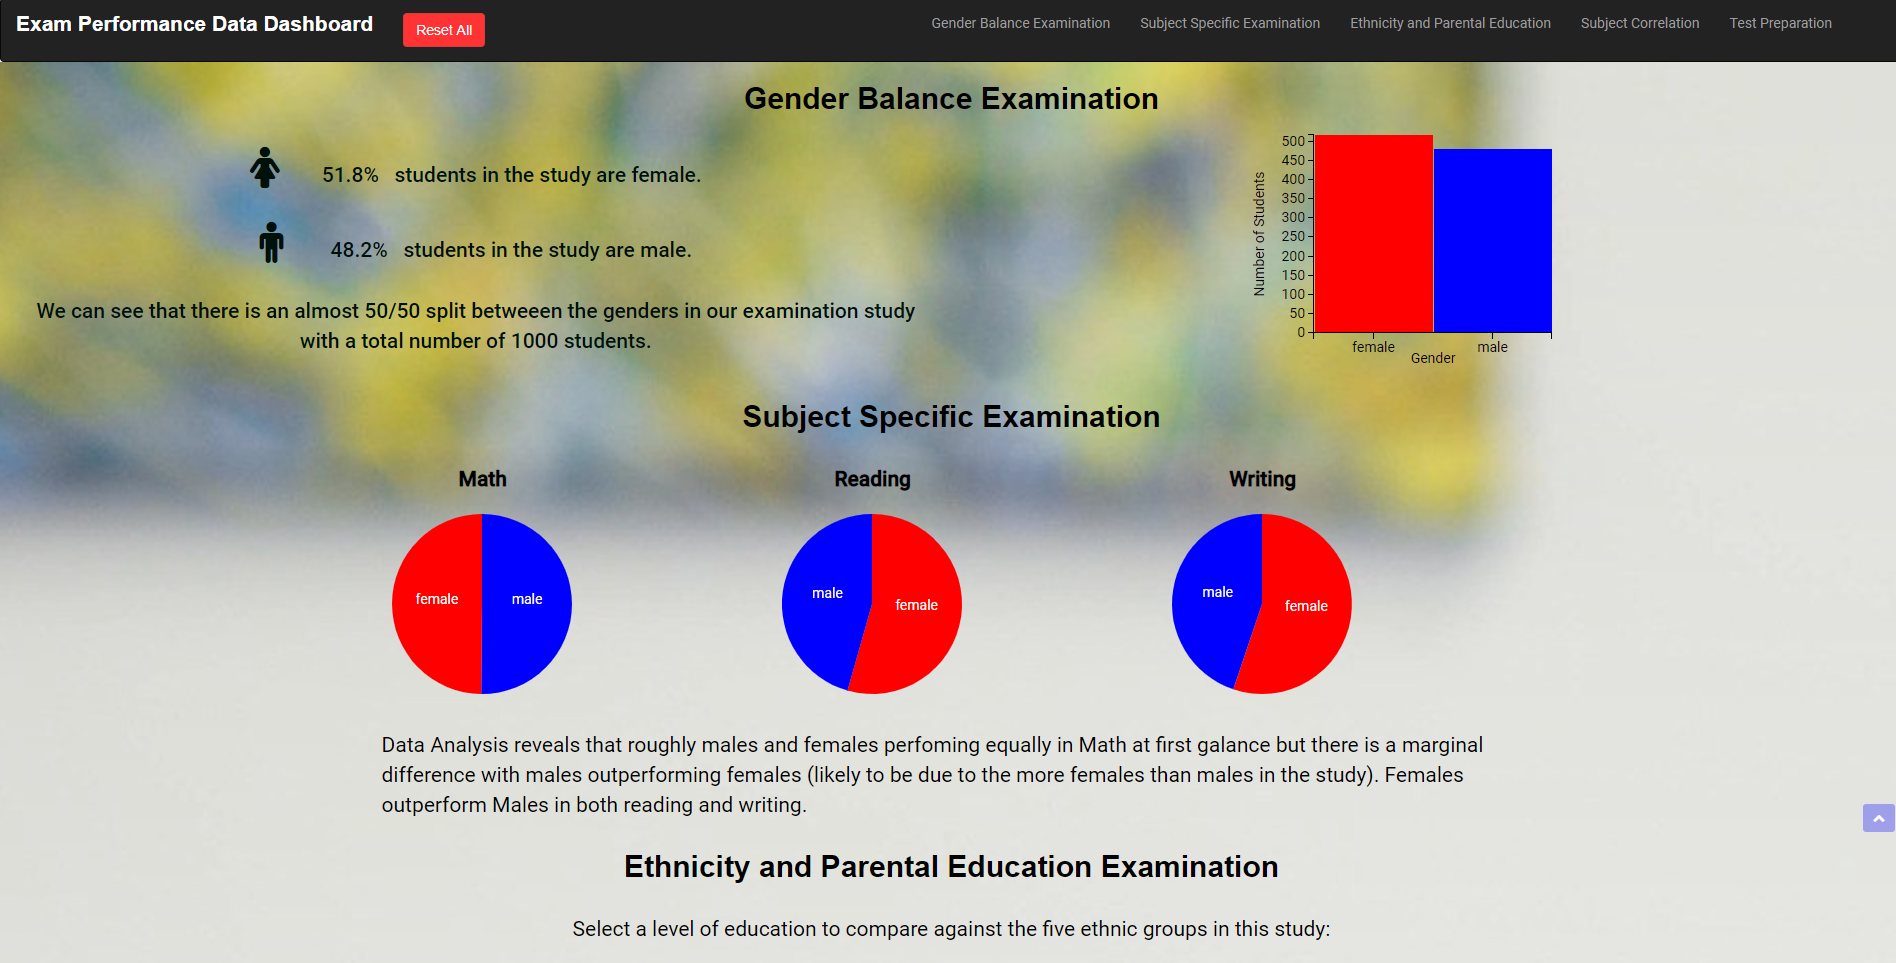 Exam Performance Data Dashboard
Reset All
Gender Balance Examination
Subject Specific Examination
Ethnicity and Parental Education
Subject Correlation
Test Preparation
Gender Balance Examination
51.8% students in the study are female.
48.2% students in the study are male.
We can see that there is an almost 50/50 split betweeen the genders in our examination study
with a total number of 1000 students.
Number of Students
500
450
400
350
300
250
200
150
100
50
0
female
male
Gender
Subject Specific Examination
Math
Reading
Writing
female
male
male
female
male
female
Data Analysis reveals that roughly males and females perfoming equally in Math at first galance but there is a marginal
difference with males outperforming females (likely to be due to the more females than males in the study). Females
outperform Males in both reading and writing.
Ethnicity and Parental Education Examination
Select a level of education to compare against the five ethnic groups in this study: